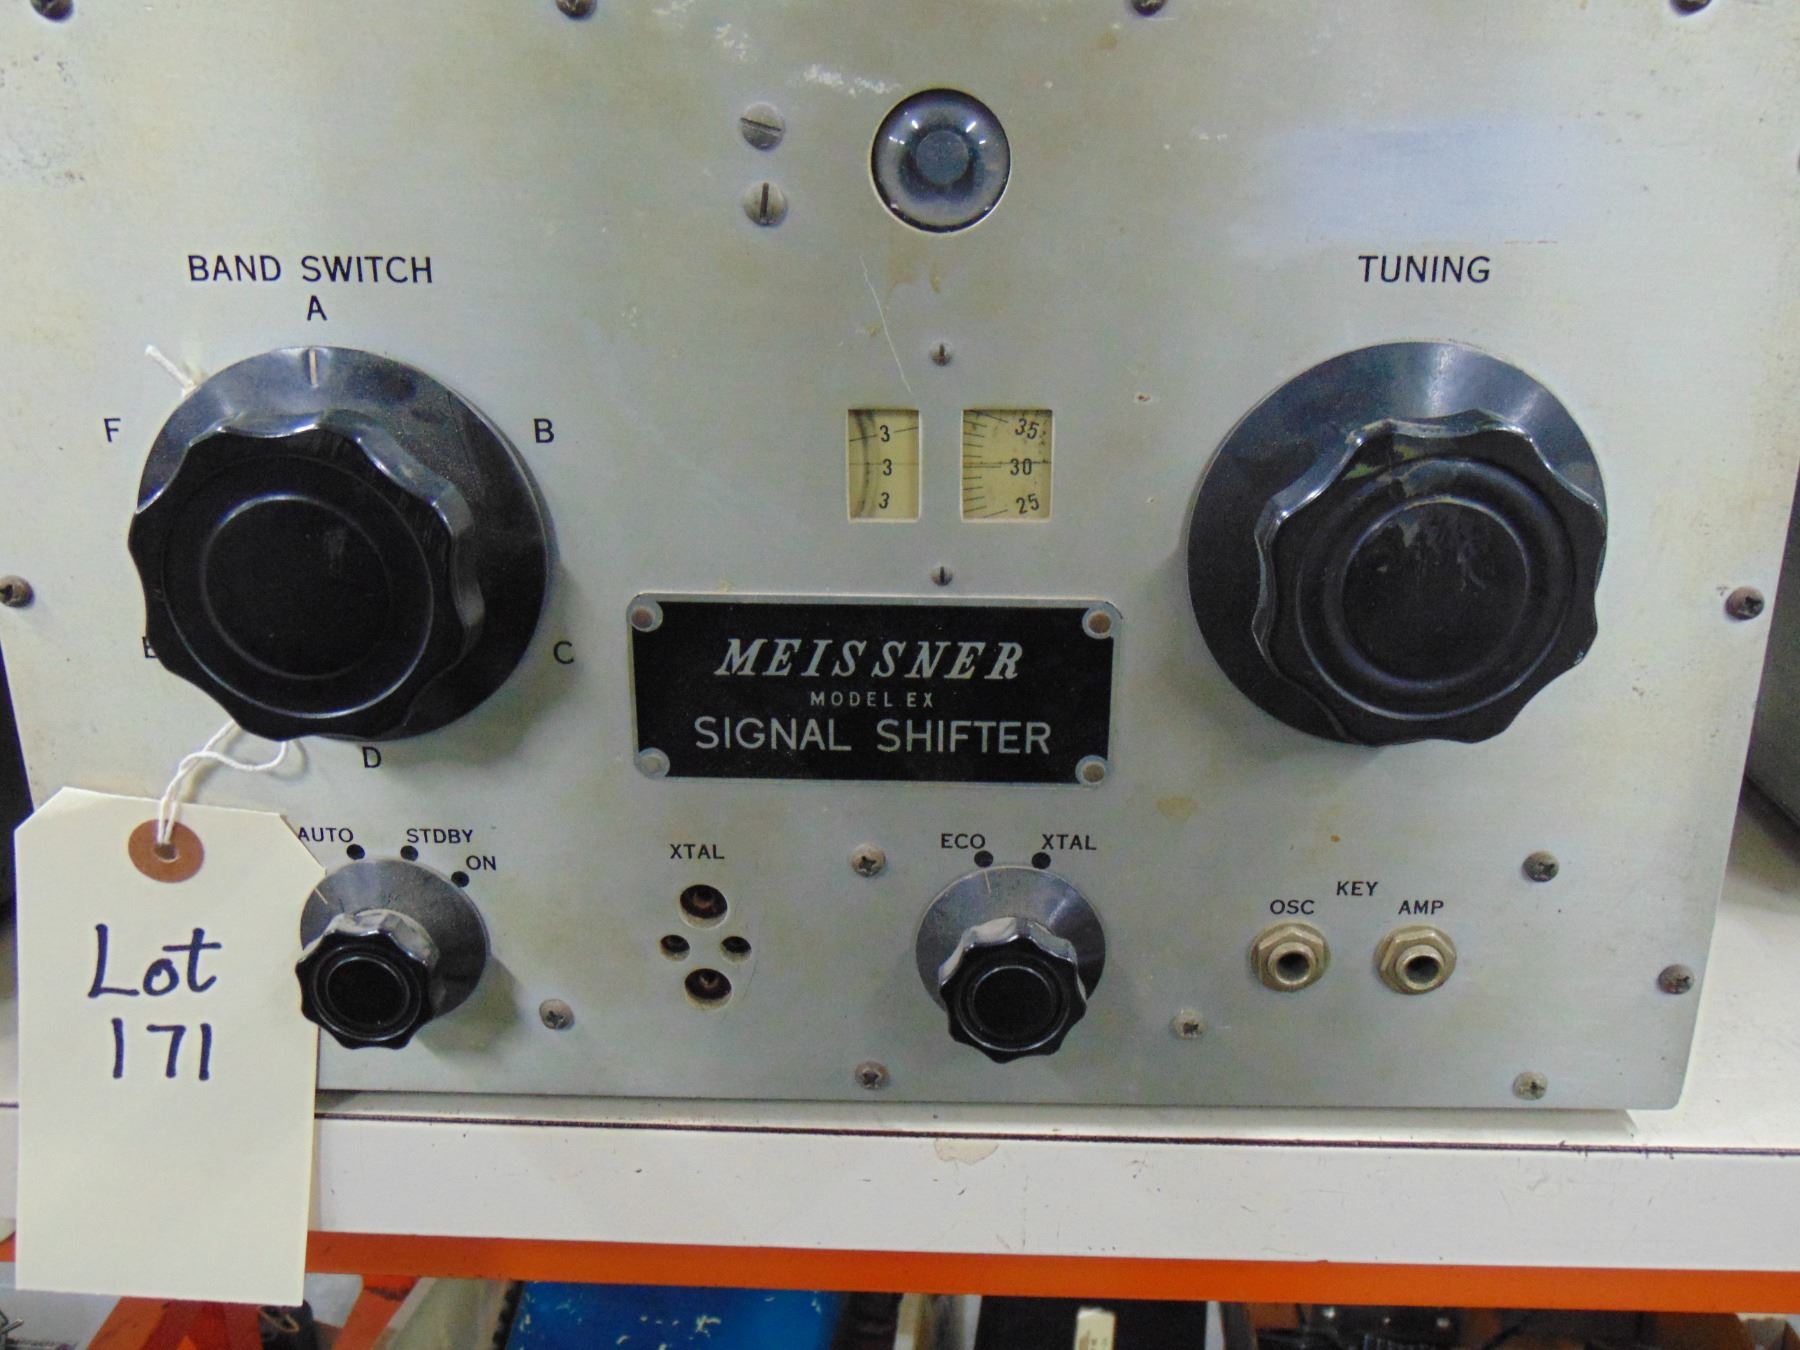 BAND SWITCH
A
F
B
E
C
D
TUNING
3
3
3
35
30
25
MEISSNER
MODEL EX
SIGNAL SHIFTER
AUTO
STDBY
ON
XTAL
ECO
XTAL
KEY
OSC
AMP
Lot
171